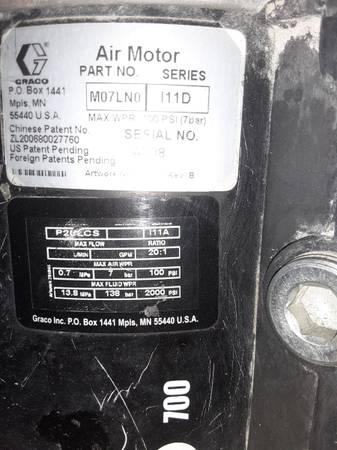 Air Motor
GRACO
PART NO. SERIES
P.O. Box 1441
Mpls, MN
55440 U.S.A.
M07LN0 I11D
MAX WPR 100 PSI (7bar)
Chinese Patent No.
ZL200680027760
SERIAL NO.
US Patent Pending
Foreign Patents Pending
Artwork Rev. B
I11A
MAX FLOW RATIO
L/MIN GPM 20:1
MAX AIR WPR
0.7 MPa 7 bar 100 PSI
MAX FLUID WPR
13.8 MPa 138 bar 2000 PSI
Graco Inc. P.O. Box 1441 Mpls, MN 55440 U.S.A.
700